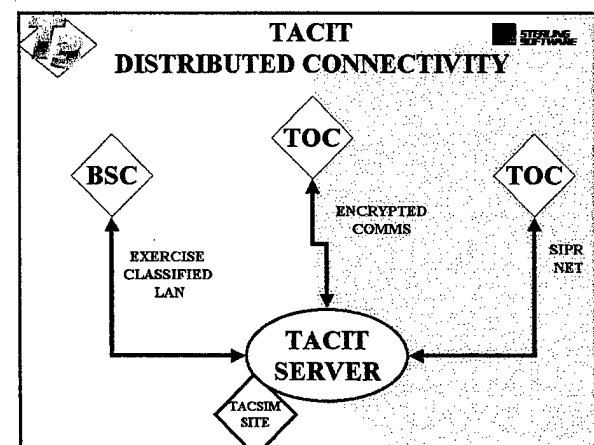 TACIT
STERLING
SOFTWARE
DISTRIBUTED CONNECTIVITY
TOC
BSC
TOC
ENCRYPTED
COMMS
EXERCISE
CLASSIFIED
LAN
SIPR
NET
TACIT
SERVER
TACSIM
SITE